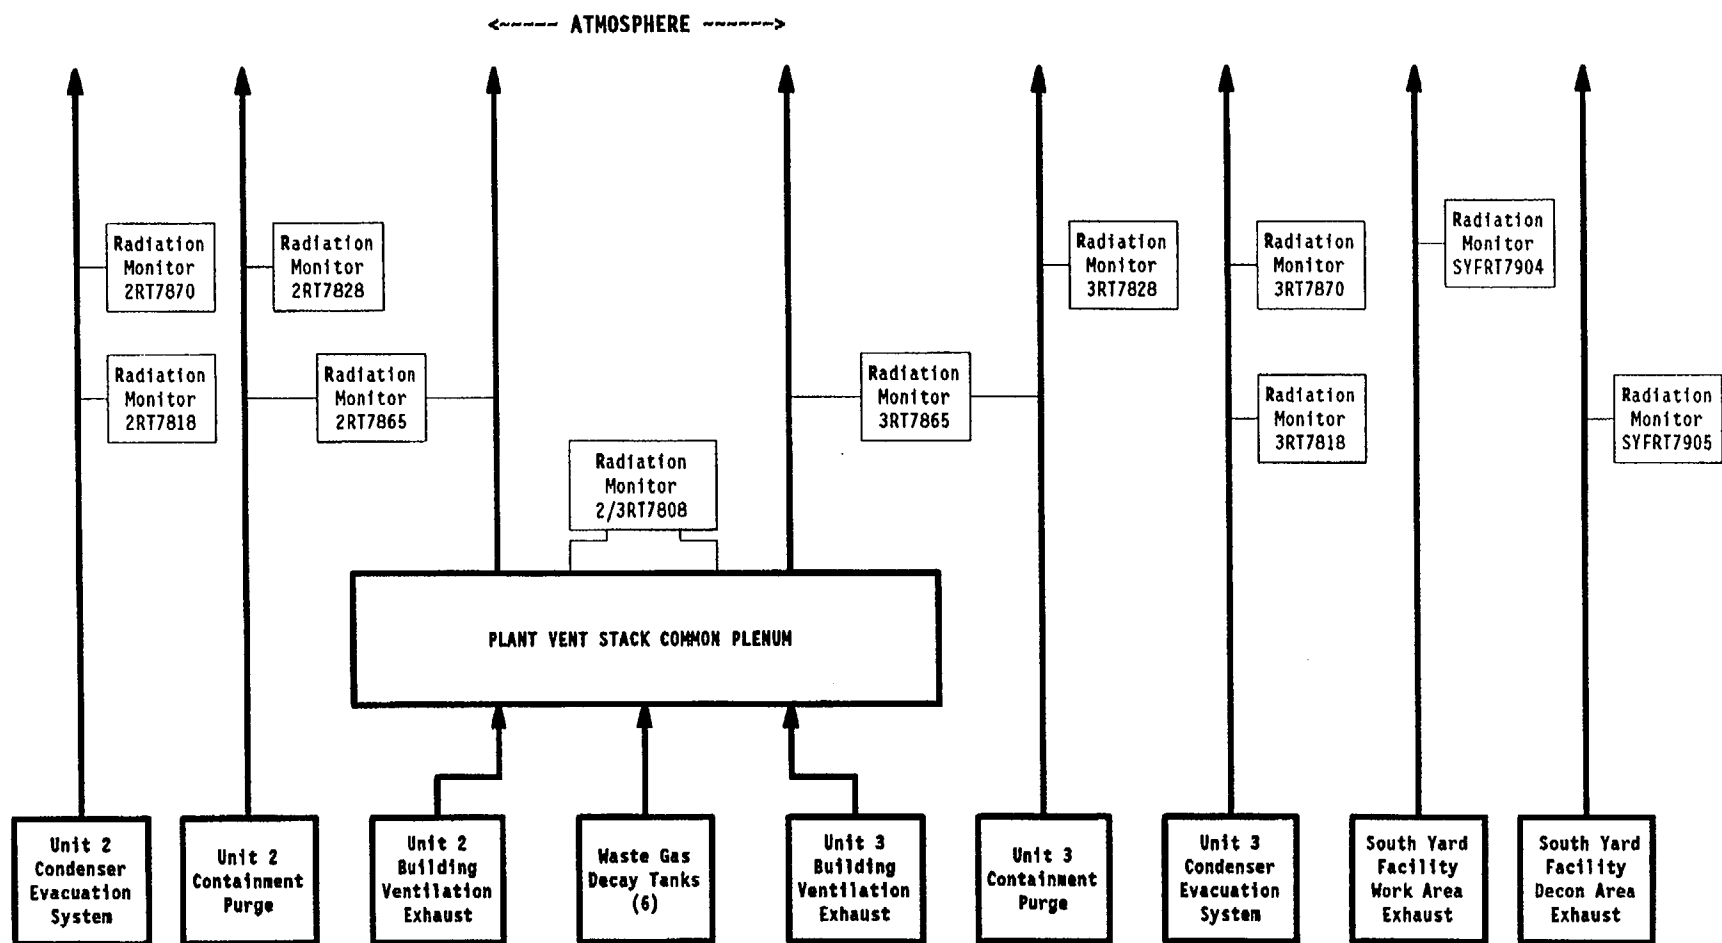 <----- ATMOSPHERE ------>
Radiation
Monitor
2RT7870
Radiation
Monitor
2RT7828
Radiation
Monitor
3RT7828
Radiation
Monitor
3RT7870
Radiation
Monitor
SYFRT7904
Radiation
Monitor
2RT7818
Radiation
Monitor
2RT7865
Radiation
Monitor
3RT7865
Radiation
Monitor
3RT7818
Radiation
Monitor
SYFRT7905
Radiation
Monitor
2/3RT7808
PLANT VENT STACK COMMON PLENUM
Unit 2
Condenser
Evacuation
System
Unit 2
Containment
Purge
Unit 2
Building
Ventilation
Exhaust
Waste Gas
Decay Tanks
(6)
Unit 3
Building
Ventilation
Exhaust
Unit 3
Containment
Purge
Unit 3
Condenser
Evacuation
System
South Yard
Facility
Work Area
Exhaust
South Yard
Facility
Decon Area
Exhaust